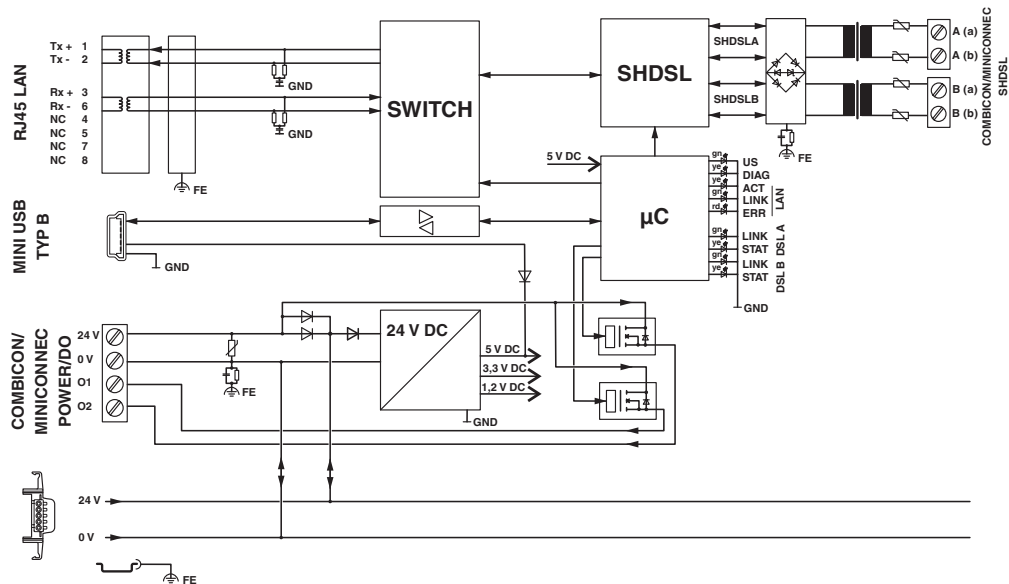 RJ45 LAN
Tx + 1
Tx - 2
Rx + 3
Rx - 6
NC 4
NC 5
NC 7
NC 8
FE
GND
GND
SWITCH
SHDSL
SHDSLA
SHDSLB
FE
A (a)
A (b)
B (a)
B (b)
COMBICON/MINICONNEC
SHDSL
5 V DC
µC
gn US
ye DIAG
ye ACT
gn LINK
rd ERR
LAN
gn LINK
ye STAT
DSL A
gn LINK
ye STAT
DSL B
GND
MINI USB
TYP B
GND
COMBICON/
MINICONNEC
POWER/DO
24 V
0 V
O1
O2
FE
24 V DC
5 V DC
3,3 V DC
1,2 V DC
GND
24 V
0 V
FE